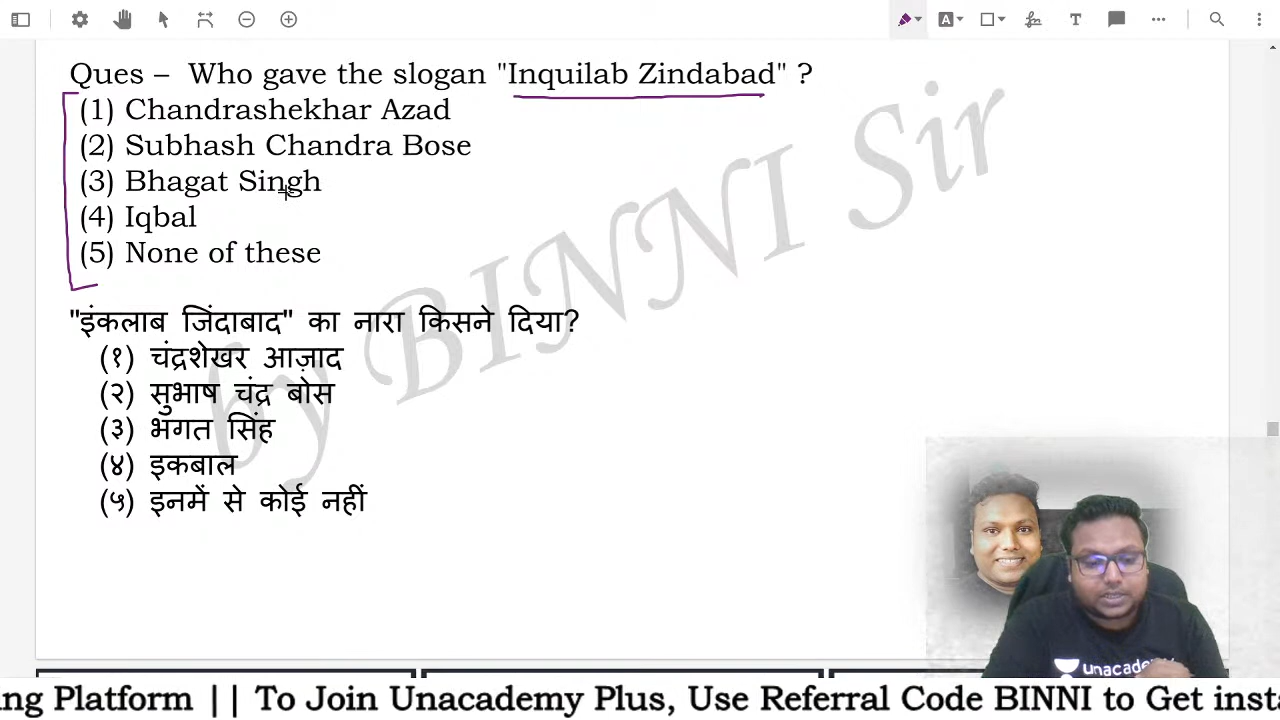 Ques – Who gave the slogan "Inquilab Zindabad" ?
(1) Chandrashekhar Azad
(2) Subhash Chandra Bose
(3) Bhagat Singh
(4) Iqbal
(5) None of these
"इंकलाब जिंदाबाद" का नारा किसने दिया?
(१) चंद्रशेखर आज़ाद
(२) सुभाष चंद्र बोस
(३) भगत सिंह
(४) इकबाल
(५) इनमें से कोई नहीं
by BINNI Sir
unacademy
ng Platform || To Join Unacademy Plus, Use Referral Code BINNI to Get inst